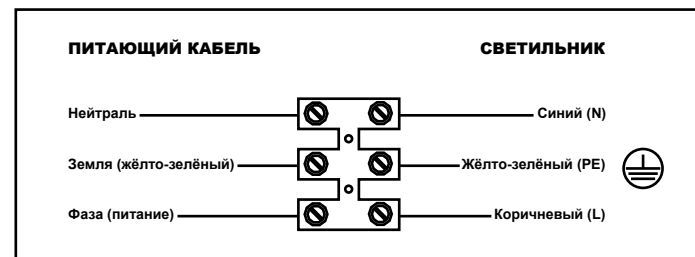 ПИТАЮЩИЙ КАБЕЛЬ СВЕТИЛЬНИК
Нейтраль Синий (N)
Земля (жёлто-зелёный) Жёлто-зелёный (PE)
Фаза (питание) Коричневый (L)